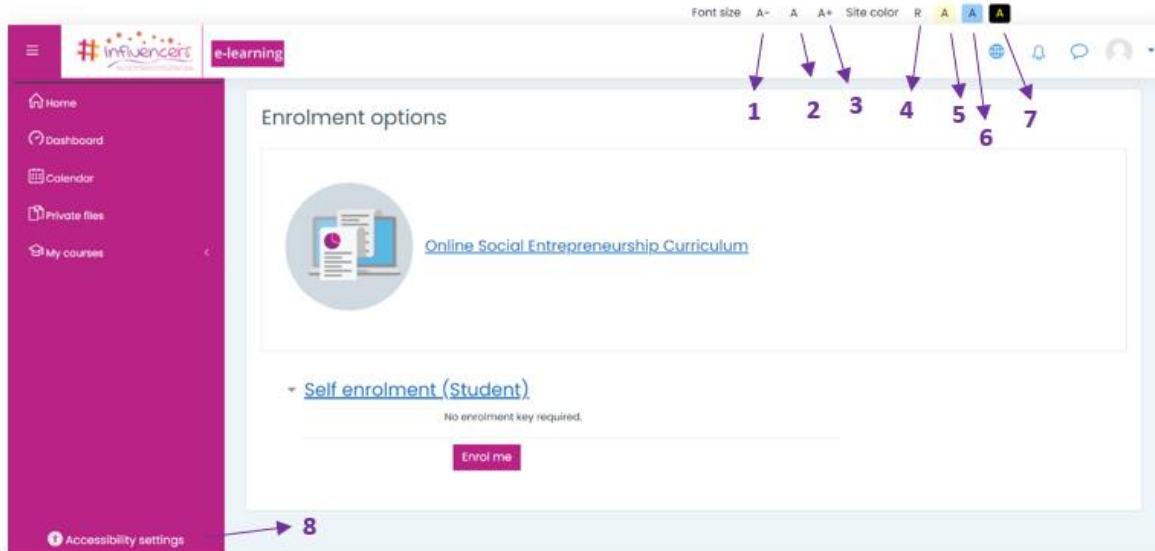 Font size A- A A+ Site color R A A A
# influencers e-learning
1 2 3 4 5 6 7
Home
Dashboard
Calendar
Private files
My courses
Enrolment options
Online Social Entrepreneurship Curriculum
Self enrolment (Student)
No enrolment key required.
Enrol me
Accessibility settings
8